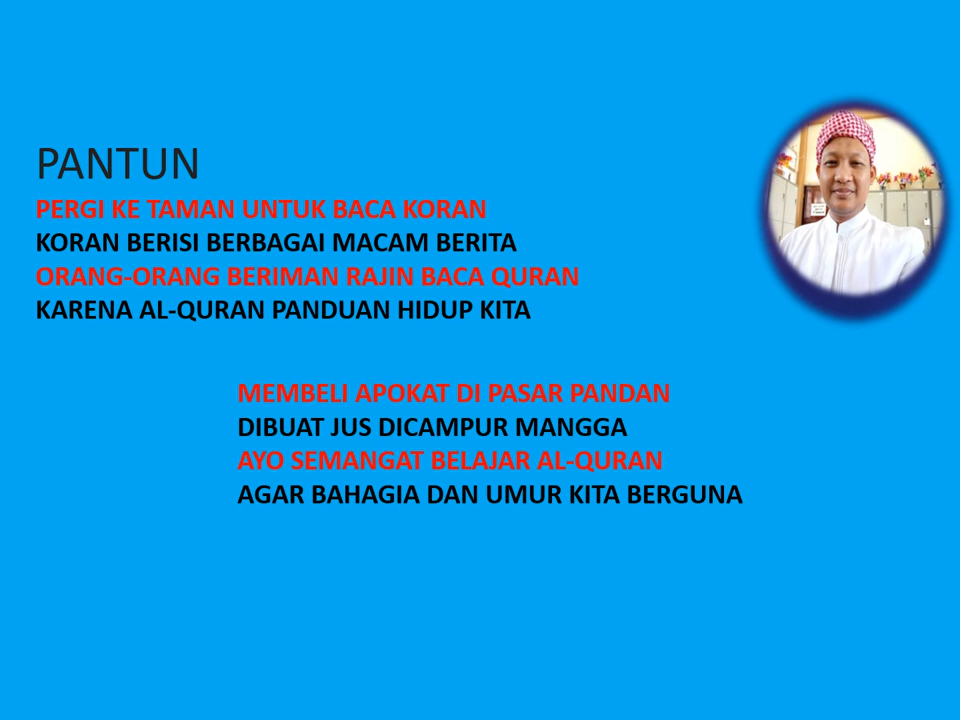 PANTUN
PERGI KE TAMAN UNTUK BACA KORAN
KORAN BERISI BERBAGAI MACAM BERITA
ORANG-ORANG BERIMAN RAJIN BACA QURAN
KARENA AL-QURAN PANDUAN HIDUP KITA
MEMBELI APOKAT DI PASAR PANDAN
DIBUAT JUS DICAMPUR MANGGA
AYO SEMANGAT BELAJAR AL-QURAN
AGAR BAHAGIA DAN UMUR KITA BERGUNA